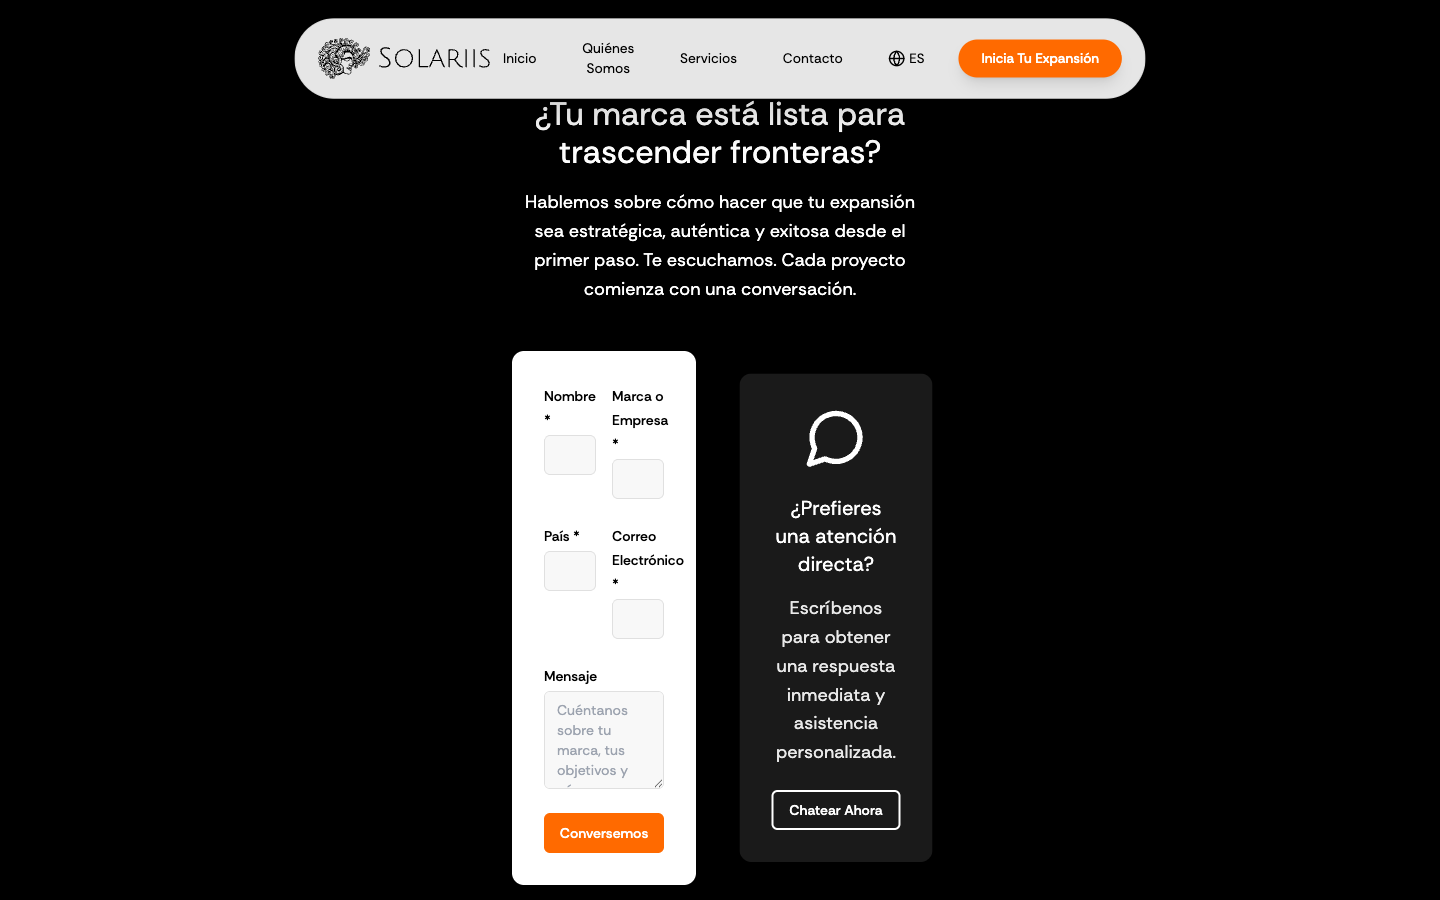 SOLARIIS
Inicio
Quiénes
Somos
Servicios
Contacto
ES
Inicia Tu Expansión
¿Tu marca está lista para
trascender fronteras?
Hablemos sobre cómo hacer que tu expansión
sea estratégica, auténtica y exitosa desde el
primer paso. Te escuchamos. Cada proyecto
comienza con una conversación.
Nombre
*
Marca o
Empresa
*
País *
Correo
Electrónico
*
Mensaje
Cuéntanos
sobre tu
marca, tus
objetivos y
Conversemos
¿Prefieres
una atención
directa?
Escríbenos
para obtener
una respuesta
inmediata y
asistencia
personalizada.
Chatear Ahora